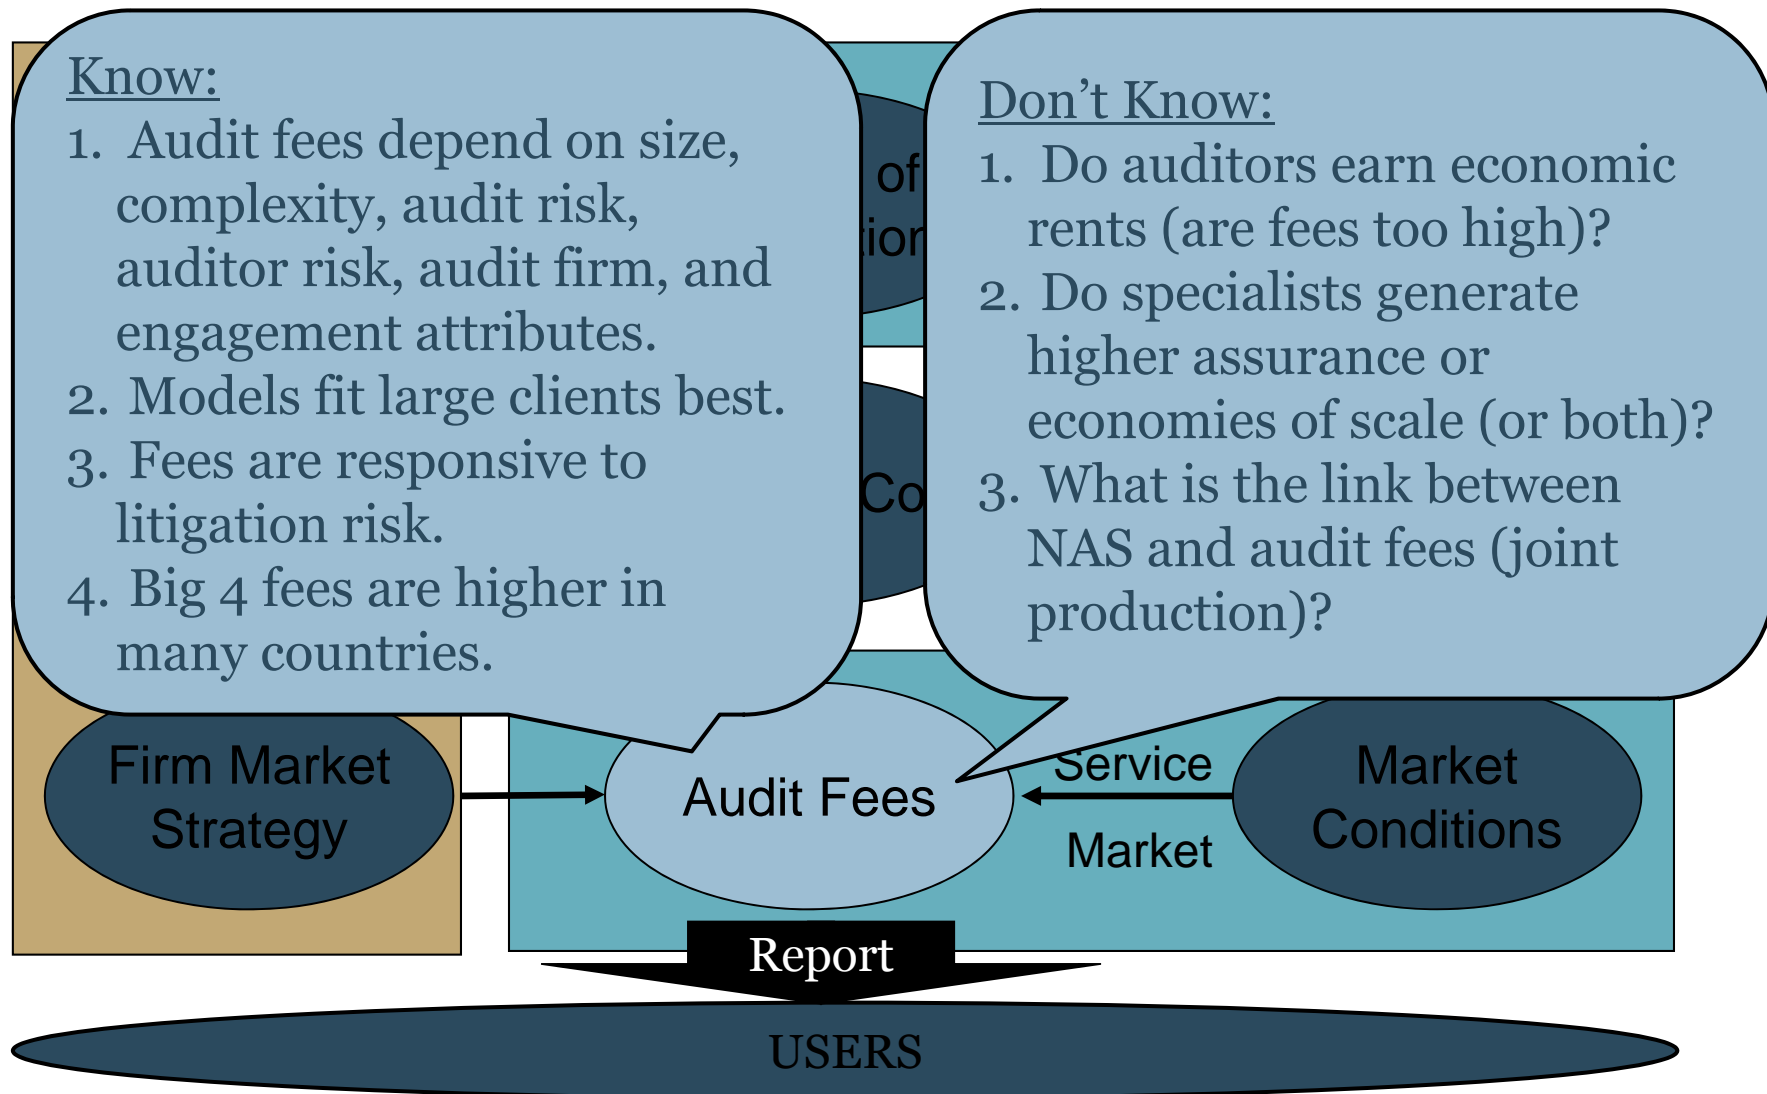 Know:
1. Audit fees depend on size,
complexity, audit risk,
auditor risk, audit firm, and
engagement attributes.
2. Models fit large clients best.
3. Fees are responsive to
litigation risk.
4. Big 4 fees are higher in
many countries.
Don’t Know:
1. Do auditors earn economic
rents (are fees too high)?
2. Do specialists generate
higher assurance or
economies of scale (or both)?
3. What is the link between
NAS and audit fees (joint
production)?
of
Firm Market
Strategy
Audit Fees
Service
Market
Market
Conditions
Report
USERS